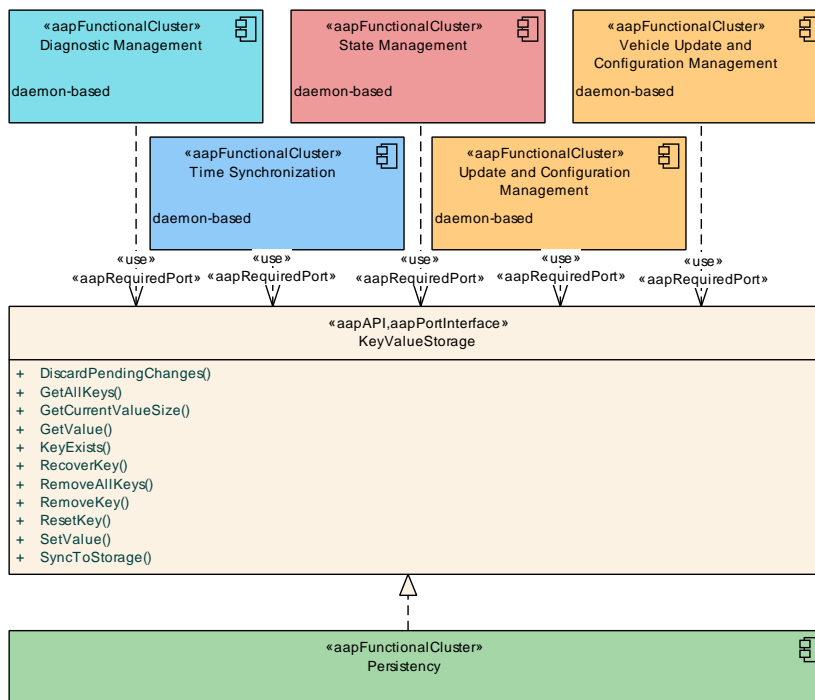 «aapFunctionalCluster»
Diagnostic Management
daemon-based
«aapFunctionalCluster»
State Management
daemon-based
«aapFunctionalCluster»
Vehicle Update and
Configuration Management
daemon-based
«aapFunctionalCluster»
Time Synchronization
daemon-based
«aapFunctionalCluster»
Update and Configuration
Management
daemon-based
«use»
«aapRequiredPort»
«use»
«aapRequiredPort»
«use»
«aapRequiredPort»
«use»
«aapRequiredPort»
«use»
«aapRequiredPort»
«aapAPI,aapPortInterface»
KeyValueStorage
+ DiscardPendingChanges()
+ GetAllKeys()
+ GetCurrentValueSize()
+ GetValue()
+ KeyExists()
+ RecoverKey()
+ RemoveAllKeys()
+ RemoveKey()
+ ResetKey()
+ SetValue()
+ SyncToStorage()
«aapFunctionalCluster»
Persistency